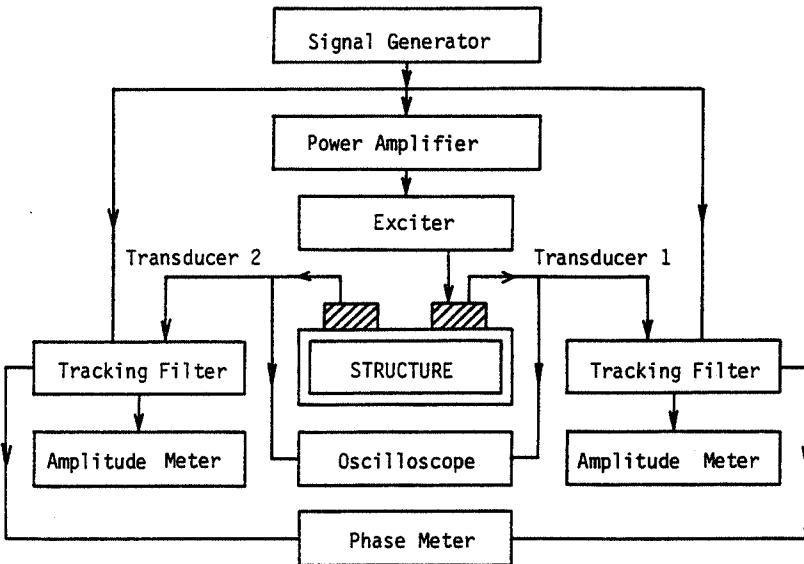 Signal Generator
Power Amplifier
Exciter
Transducer 2
Transducer 1
Tracking Filter
STRUCTURE
Tracking Filter
Amplitude Meter
Oscilloscope
Amplitude Meter
Phase Meter